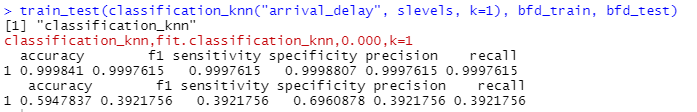 > train_test(classification_knn("arrival_delay", slevels, k=1), bfd_train, bfd_test)
[1] "classification_knn"
classification_knn,fit.classification_knn,0.000,k=1
accuracy f1 sensitivity specificity precision recall
1 0.999841 0.9997615 0.9997615 0.9998807 0.9997615 0.9997615
accuracy f1 sensitivity specificity precision recall
1 0.5947837 0.3921756 0.3921756 0.6960878 0.3921756 0.3921756